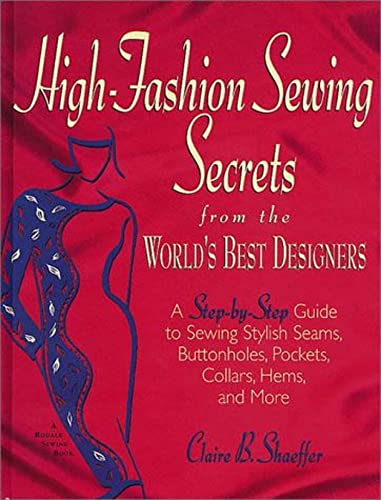 High-Fashion Sewing
Secrets
from the
WORLD'S BEST DESIGNERS
A Step-by-Step Guide
to Sewing Stylish Seams,
Buttonholes, Pockets,
Collars, Hems,
and More
Claire B. Shaeffer
A
RODALE
SEWING
BOOK